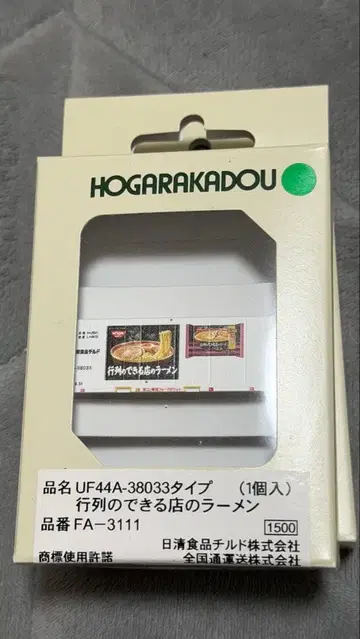 HOGARAKADOU
行列のできる店のラーメン
品名 UF44A-38033タイプ (1個入)
行列のできる店のラーメン
品番 FA-3111
1500
日清食品チルド株式会社
商標使用許諾 全国通運株式会社